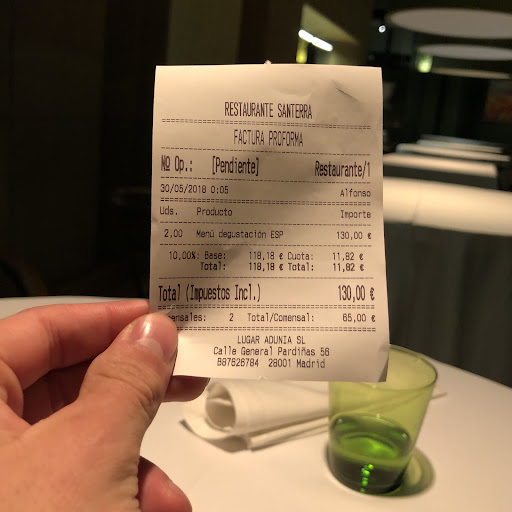 RESTAURANTE SANTERRA
FACTURA PROFORMA
Nº Op.: [Pendiente] Restaurante/1
30/05/2018 0:05 Alfonso
Uds. Producto Importe
2,00 Menú degustación ESP 130,00 €
10,00% Base: 118,18 € Cuota: 11,82 €
Total: 118,18 € Total: 11,82 €
Total (Impuestos Incl.) 130,00 €
ensales: 2 Total/Comensal: 65,00 €
LUGAR ADUNIA SL
Calle General Pardiñas 56
B87626784 28001 Madrid